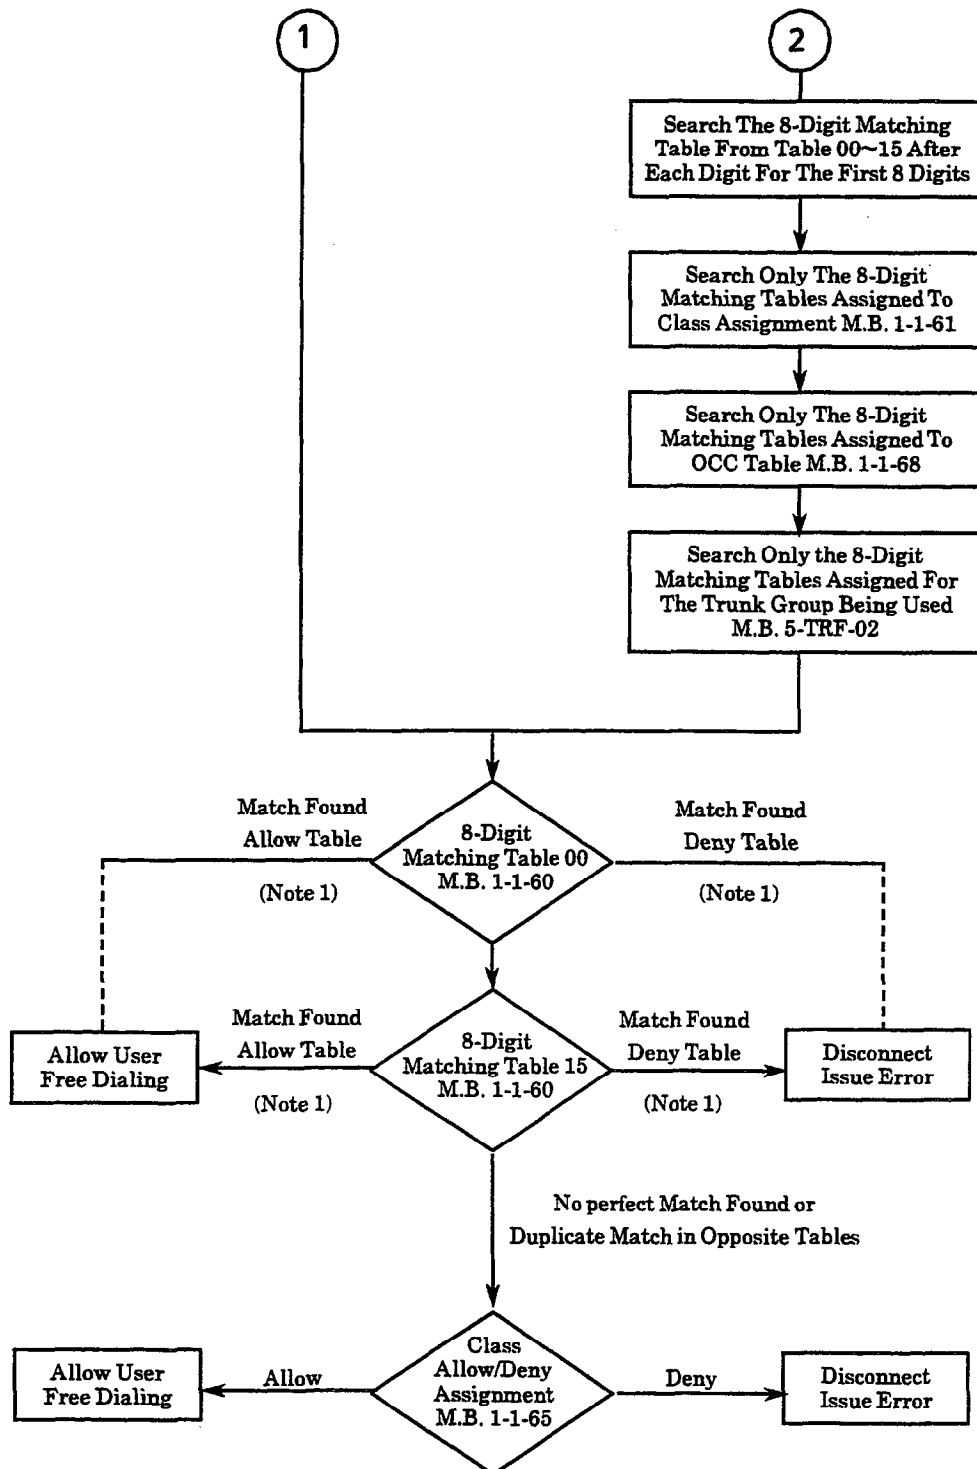 1
2
Search The 8-Digit Matching
Table From Table 00~15 After
Each Digit For The First 8 Digits
Search Only The 8-Digit
Matching Tables Assigned To
Class Assignment M.B. 1-1-61
Search Only The 8-Digit
Matching Tables Assigned To
OCC Table M.B. 1-1-68
Search Only the 8-Digit
Matching Tables Assigned For
The Trunk Group Being Used
M.B. 5-TRF-02
Match Found
Allow Table
(Note 1)
8-Digit
Matching Table 00
M.B. 1-1-60
Match Found
Deny Table
(Note 1)
Allow User
Free Dialing
Match Found
Allow Table
(Note 1)
8-Digit
Matching Table 15
M.B. 1-1-60
Match Found
Deny Table
(Note 1)
Disconnect
Issue Error
No perfect Match Found or
Duplicate Match in Opposite Tables
Allow User
Free Dialing
Allow
Class
Allow/Deny
Assignment
M.B. 1-1-65
Deny
Disconnect
Issue Error